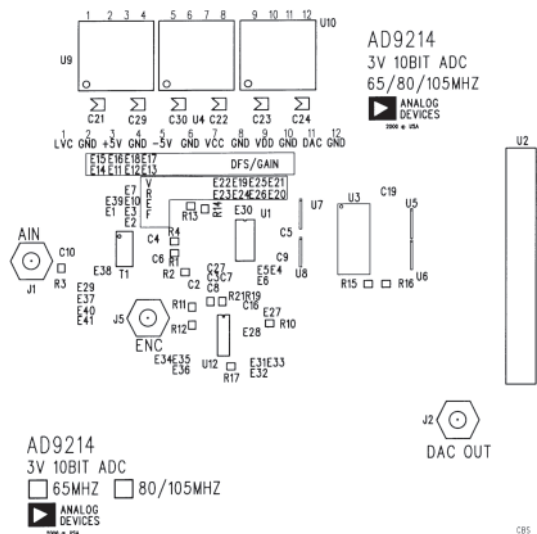 1 2 3 4 5 6 7 8 9 10 11 12
U10
U9
AD9214
3V 10BIT ADC
65/80/105MHZ
ANALOG DEVICES
2000 @ USA
C21 C29 C30 U4 C22 C23 C24
1 2 3 4 5 6 7 8 9 10 11 12
LVC GND +5V GND -5V GND VCC GND VDD GND DAC GND
U2
E15 E16 E18 E17
E14 E11 E12 E13
DFS/GAIN
E7
VREF
E22 E19 E25 E21
E23 E24 E26 E20
E39 E10
E1 E3
E2
R13 R14
E30 U1
U7
U3
C19
U5
AIN
C10
J1
R3
E38
T1
C4
R4
C6
R1
R2
C5
C9
U8
U6
C2
C27
C3 C7
C8
E5 E4
E6
R15 R16
E29
E37
E40
E41
J5
ENC
R11
R12
R21 R19
C16
E27
E28
R10
U12
E34 E35
E36
R17
E31 E33
E32
J2
DAC OUT
AD9214
3V 10BIT ADC
65MHZ 80/105MHZ
ANALOG DEVICES
2000 @ USA
CBS